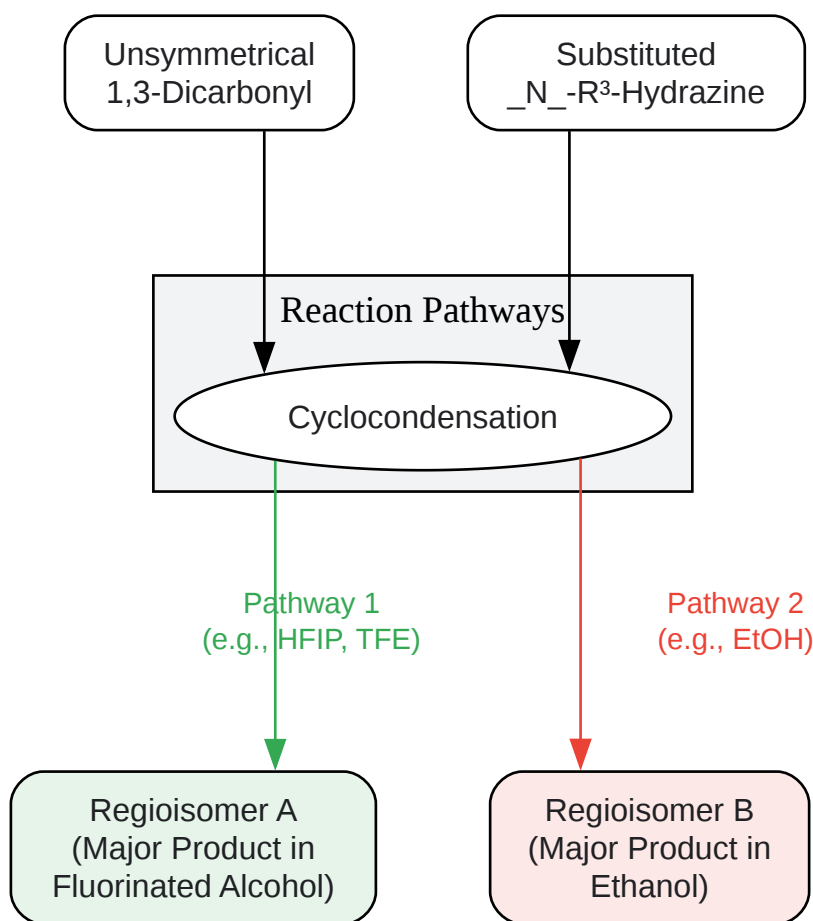 Unsymmetrical
1,3-Dicarbonyl
Substituted
_N_-R³-Hydrazine
Reaction Pathways
Cyclocondensation
Pathway 1
(e.g., HFIP, TFE)
Pathway 2
(e.g., EtOH)
Regioisomer A
(Major Product in
Fluorinated Alcohol)
Regioisomer B
(Major Product in
Ethanol)